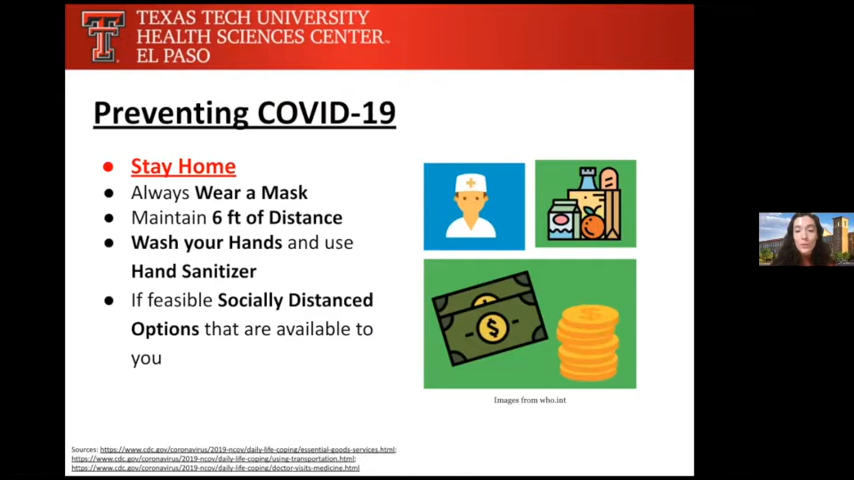 TEXAS TECH UNIVERSITY
HEALTH SCIENCES CENTER™
EL PASO
Preventing COVID-19
● Stay Home
● Always Wear a Mask
● Maintain 6 ft of Distance
● Wash your Hands and use
Hand Sanitizer
● If feasible Socially Distanced
Options that are available to
you
Images from who.int
Sources: https://www.cdc.gov/coronavirus/2019-ncov/daily-life-coping/essential-goods-services.html;
https://www.cdc.gov/coronavirus/2019-ncov/daily-life-coping/using-transportation.html;
https://www.cdc.gov/coronavirus/2019-ncov/daily-life-coping/doctor-visits-medicine.html